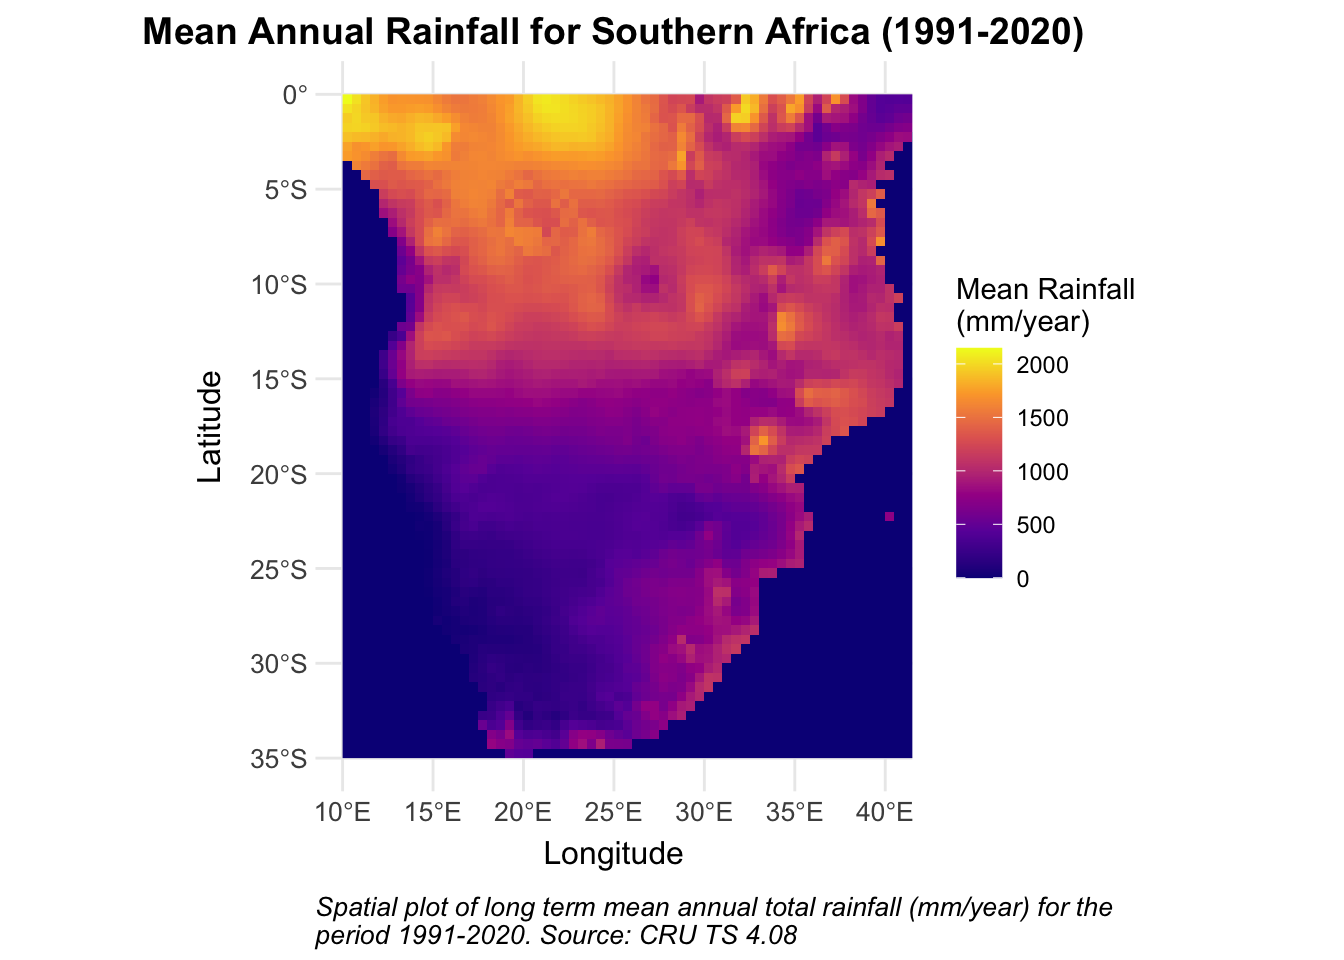 Mean Annual Rainfall for Southern Africa (1991-2020)
0°
5°S
10°S
15°S
20°S
25°S
30°S
35°S
Latitude
10°E 15°E 20°E 25°E 30°E 35°E 40°E
Longitude
Mean Rainfall
(mm/year)
2000
1500
1000
500
0
Spatial plot of long term mean annual total rainfall (mm/year) for the
period 1991-2020. Source: CRU TS 4.08